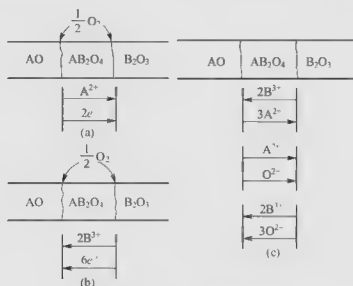 1/2 O₂
AO AB₂O₄ B₂O₃
A²⁺
2e
(a)
1/2 O₂
AO AB₂O₄ B₂O₃
2B³⁺
6e
(b)
AO AB₂O₄ B₂O₃
2B³⁺
3A²⁺
O²⁻
2B³⁺
3O²⁻
(c)